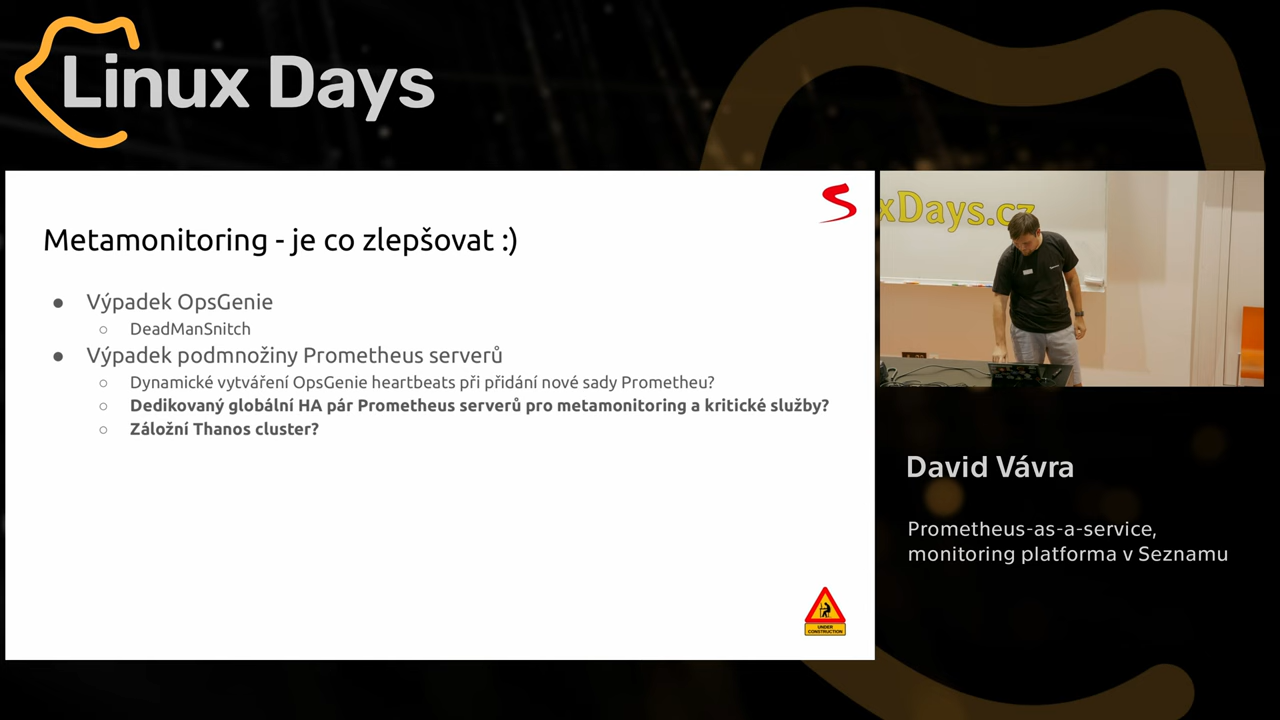 Linux Days
Metamonitoring - je co zlepšovat :)
● Výpadek OpsGenie
○ DeadManSnitch
● Výpadek podmnožiny Prometheus serverů
○ Dynamické vytváření OpsGenie heartbeats při přidání nové sady Prometheu?
○ Dedikovaný globální HA pár Prometheus serverů pro metamonitoring a kritické služby?
○ Záložní Thanos cluster?
UNDER
CONSTRUCTION
xDays.cz
David Vávra
Prometheus-as-a-service,
monitoring platforma v Seznamu